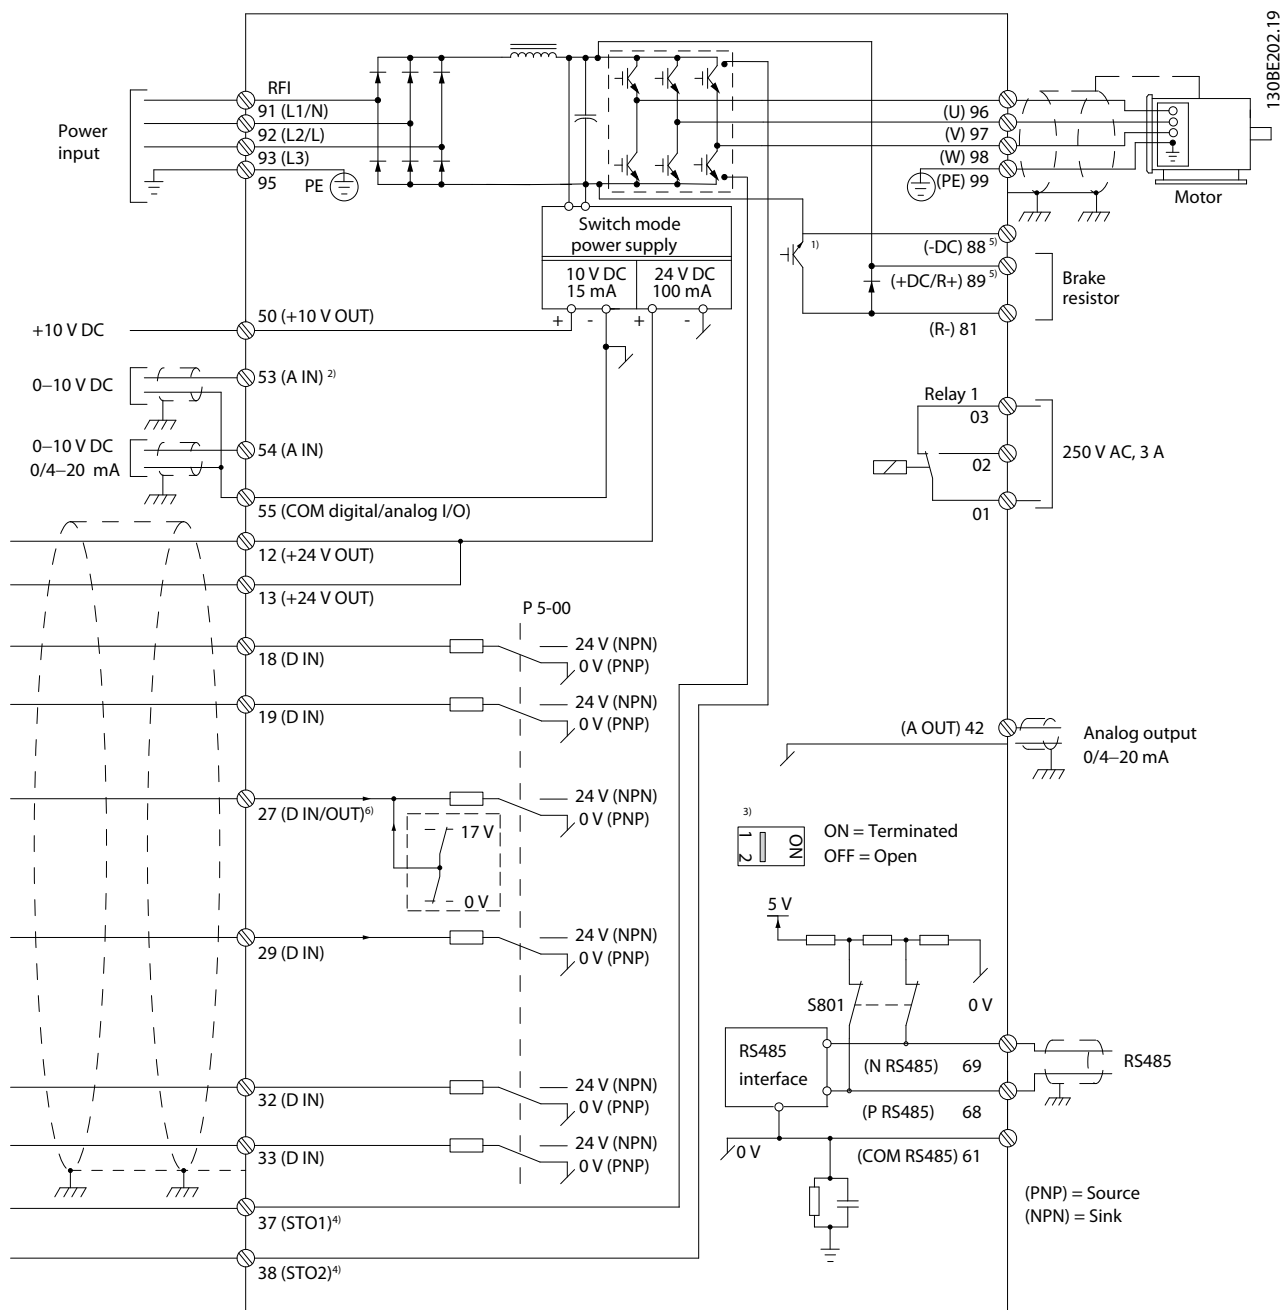 130BE202.19
RFI
91 (L1/N)
92 (L2/L)
93 (L3)
95
PE
Power
input
(U) 96
(V) 97
(W) 98
(PE) 99
Motor
Switch mode
power supply
10 V DC
15 mA
24 V DC
100 mA
+ - + -
1)
(-DC) 88 5)
(+DC/R+) 89 5)
(R-) 81
Brake
resistor
+10 V DC
50 (+10 V OUT)
0–10 V DC
53 (A IN) 2)
0–10 V DC
0/4–20 mA
54 (A IN)
55 (COM digital/analog I/O)
12 (+24 V OUT)
13 (+24 V OUT)
Relay 1
03
02
01
250 V AC, 3 A
P 5-00
18 (D IN)
24 V (NPN)
0 V (PNP)
19 (D IN)
24 V (NPN)
0 V (PNP)
27 (D IN/OUT) 6)
24 V (NPN)
0 V (PNP)
17 V
0 V
29 (D IN)
24 V (NPN)
0 V (PNP)
32 (D IN)
24 V (NPN)
0 V (PNP)
33 (D IN)
24 V (NPN)
0 V (PNP)
37 (STO1) 4)
38 (STO2) 4)
(A OUT) 42
Analog output
0/4–20 mA
3)
1 2 ON
ON = Terminated
OFF = Open
5 V
S801
0 V
RS485
interface
(N RS485) 69
(P RS485) 68
RS485
0 V
(COM RS485) 61
(PNP) = Source
(NPN) = Sink